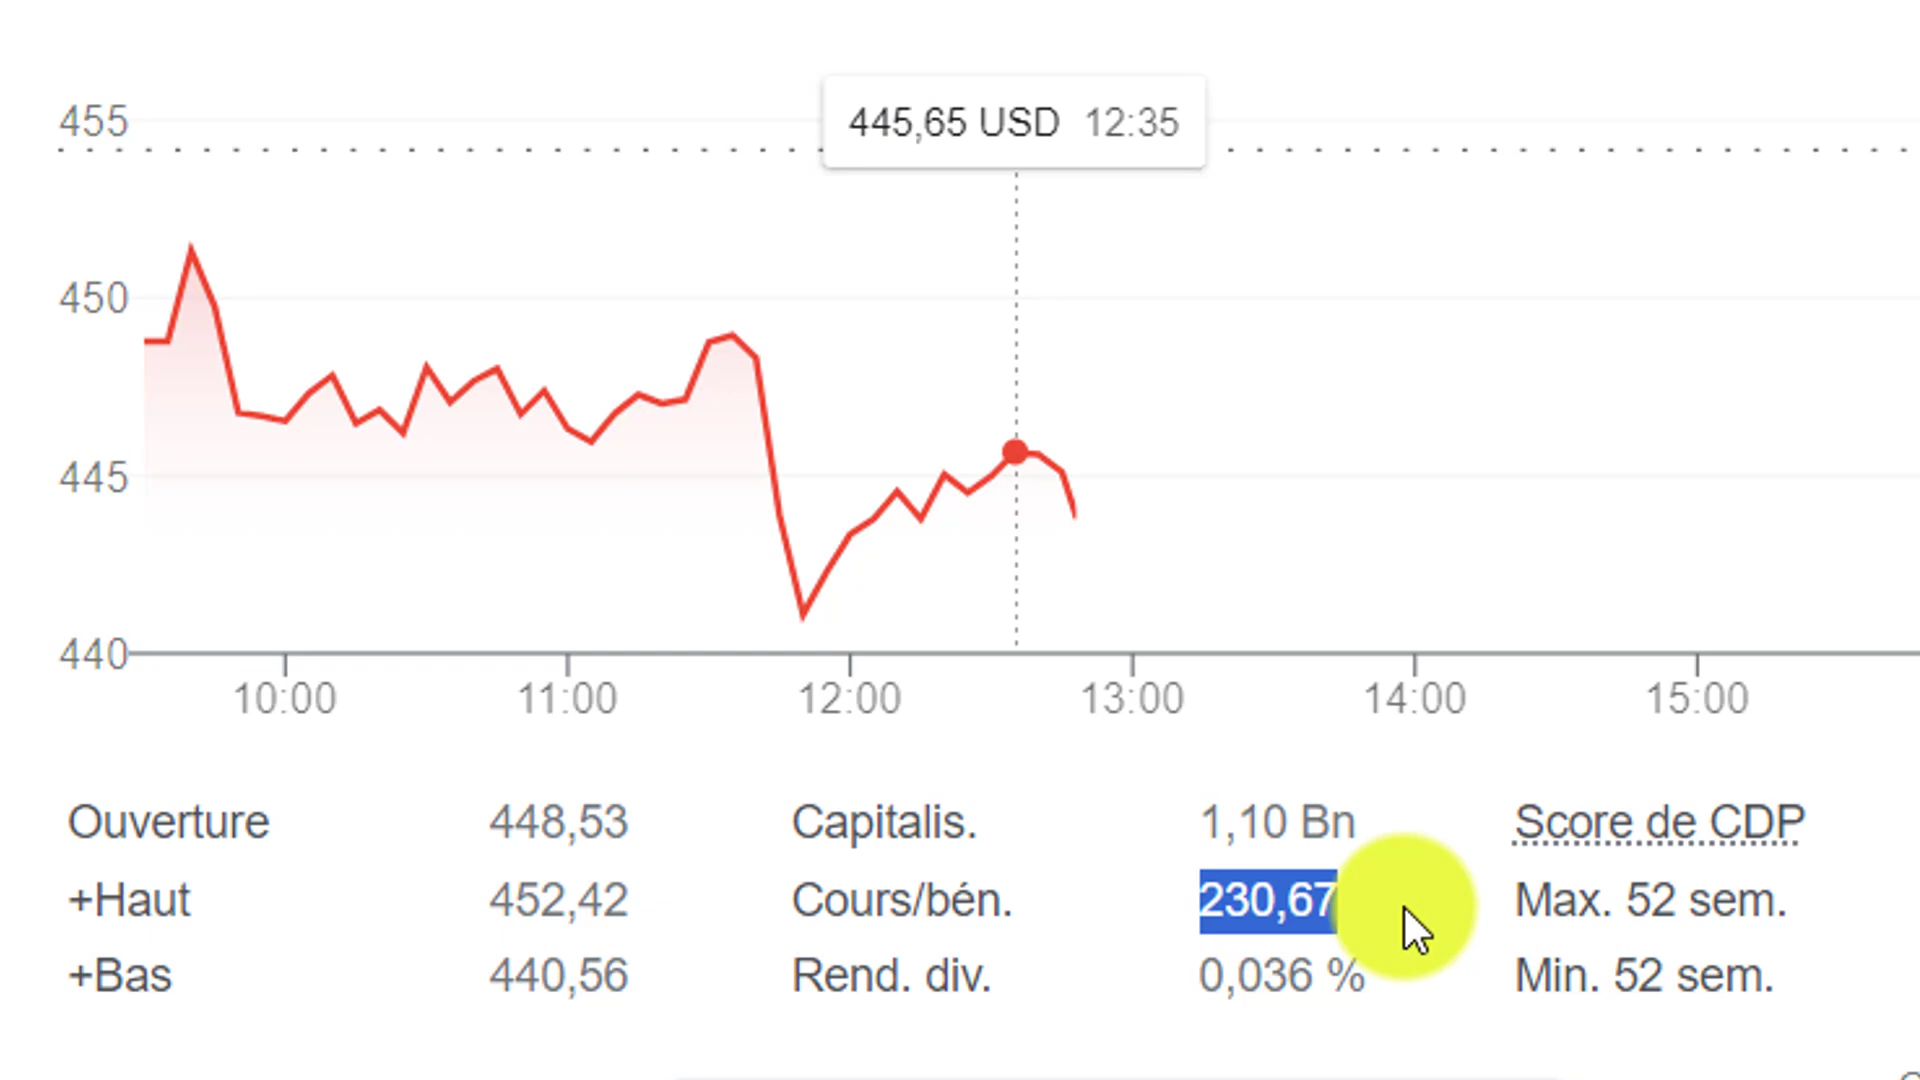 445,65 USD 12:35
455
450
445
440
10:00 11:00 12:00 13:00 14:00 15:00
Ouverture 448,53 Capitalis. 1,10 Bn Score de CDP
+Haut 452,42 Cours/bén. 230,67 Max. 52 sem.
+Bas 440,56 Rend. div. 0,036 % Min. 52 sem.